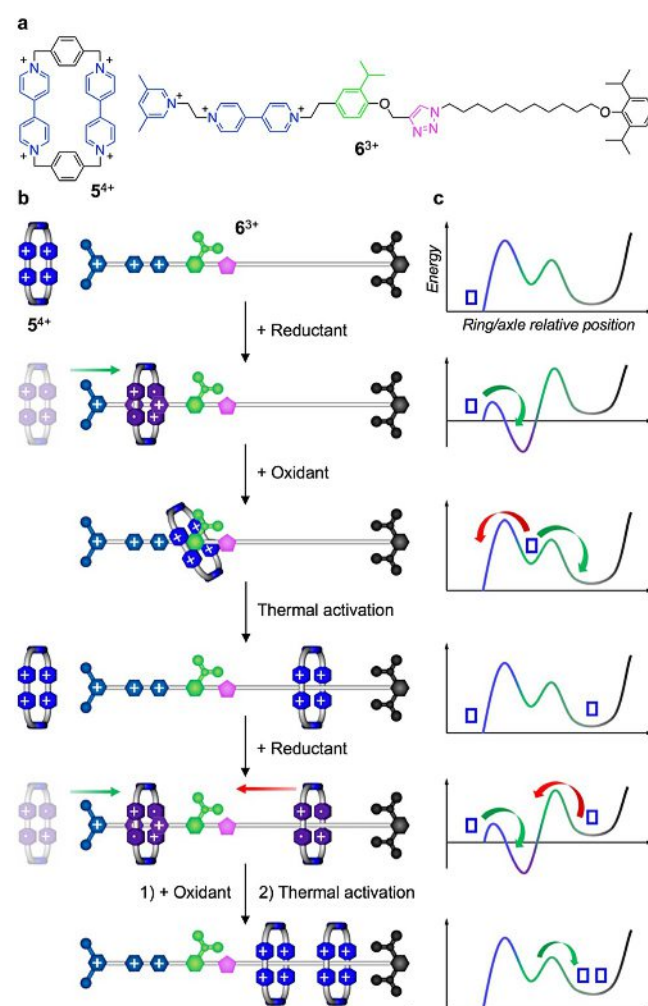 a
+
+
+
+
N
N
N
N
5⁴⁺
N
+
+
N
N
+
O
N
N=N
O
6³⁺
b
6³⁺
c
5⁴⁺
Energy
Ring/axle relative position
+ Reductant
+ Oxidant
Thermal activation
+ Reductant
1) + Oxidant
2) Thermal activation